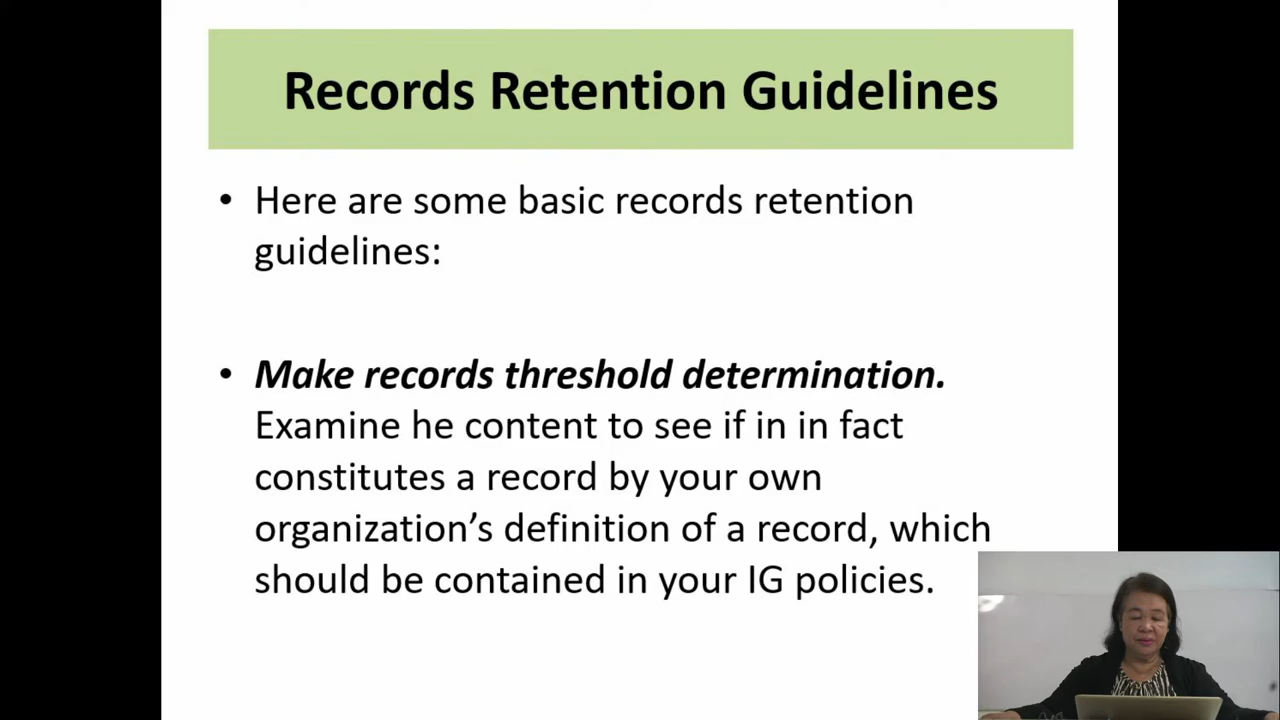 Records Retention Guidelines
• Here are some basic records retention
guidelines:
• Make records threshold determination.
Examine he content to see if in in fact
constitutes a record by your own
organization’s definition of a record, which
should be contained in your IG policies.